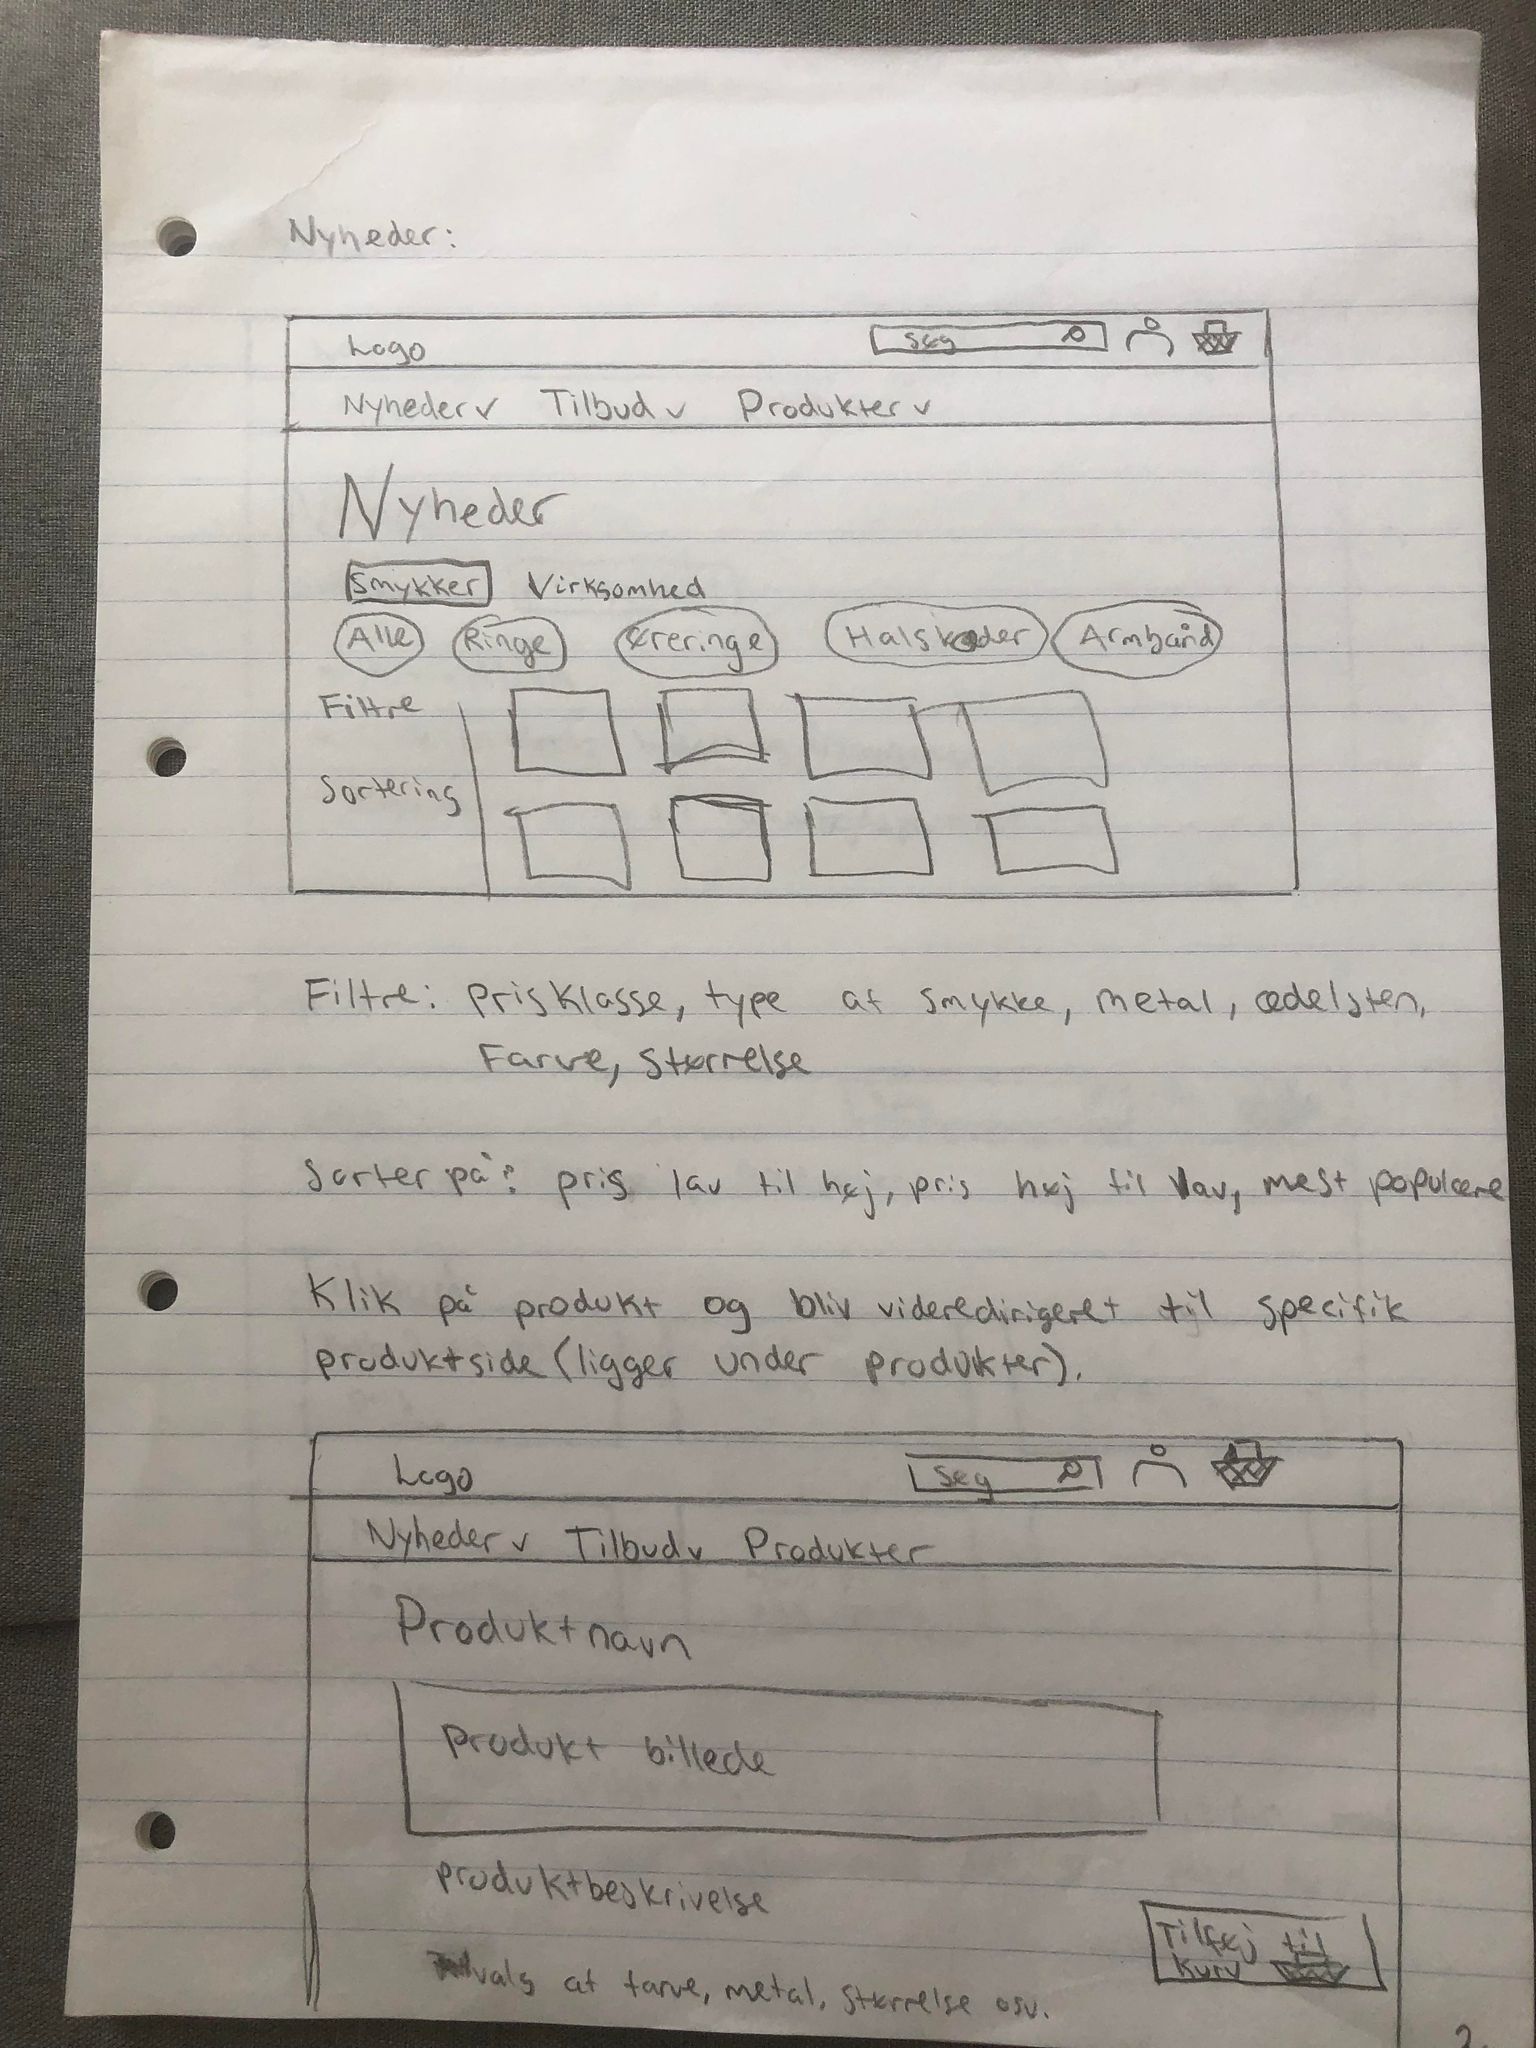 Nyheder:
Logo Søg
Nyheder v Tilbud v Produkter v
Nyheder
Smykker Virksomhed
Alle Ringe Øreringe Halskæder Armbånd
Filtre
Sortering
Filtre: prisklasse, type af smykke, metal, ædelsten,
Farve, størrelse
Sorter på: pris lav til høj, pris høj til lav, mest populære
Klik på produkt og bliv videredirigeret til specifik
produktside (ligger under produkter).
Logo Søg
Nyheder v Tilbud v Produkter
Produktnavn
Produkt billede
produktbeskrivelse
Tilføj til
kurv
valg af farve, metal, størrelse osv.
2.